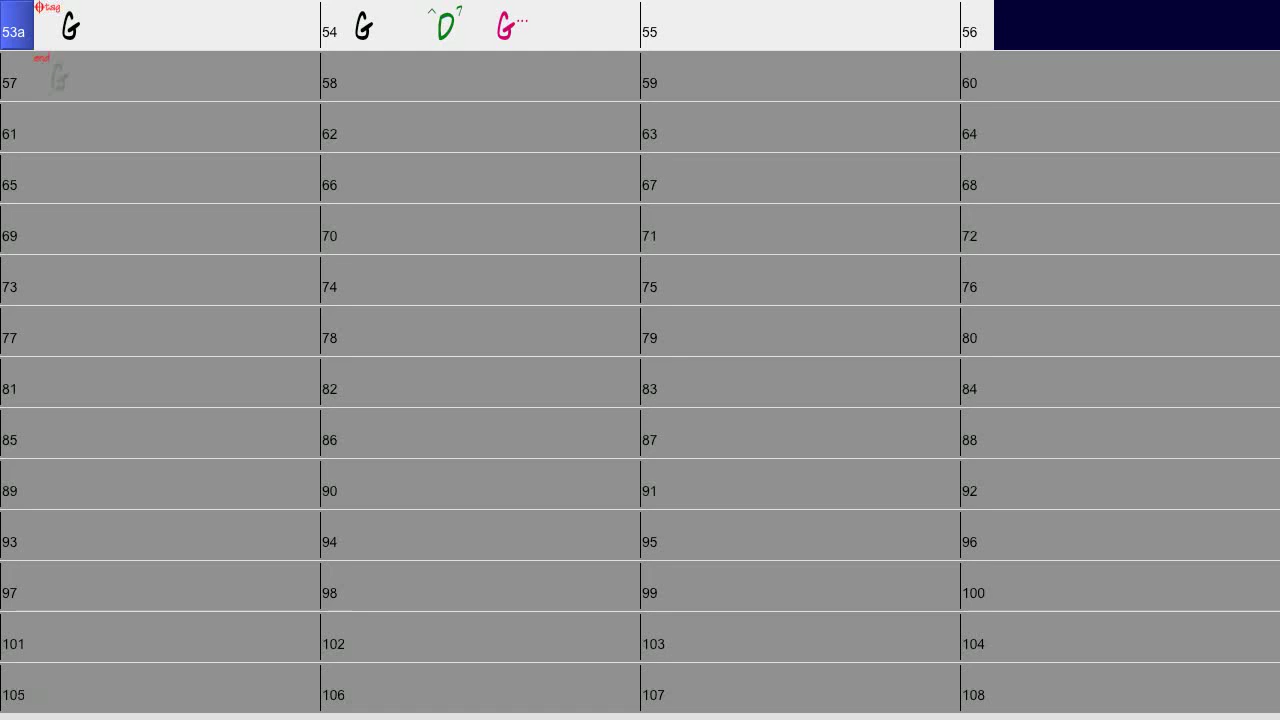 53a tag G 54 G ^D7 G... 55 56
57 end G 58 59 60
61 62 63 64
65 66 67 68
69 70 71 72
73 74 75 76
77 78 79 80
81 82 83 84
85 86 87 88
89 90 91 92
93 94 95 96
97 98 99 100
101 102 103 104
105 106 107 108